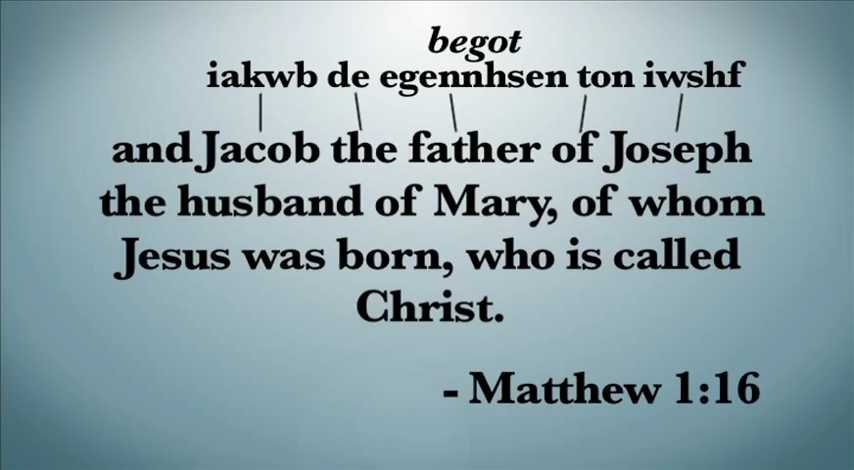 begot
iakwb de egennhsen ton iwshf
and Jacob the father of Joseph
the husband of Mary, of whom
Jesus was born, who is called
Christ.
- Matthew 1:16